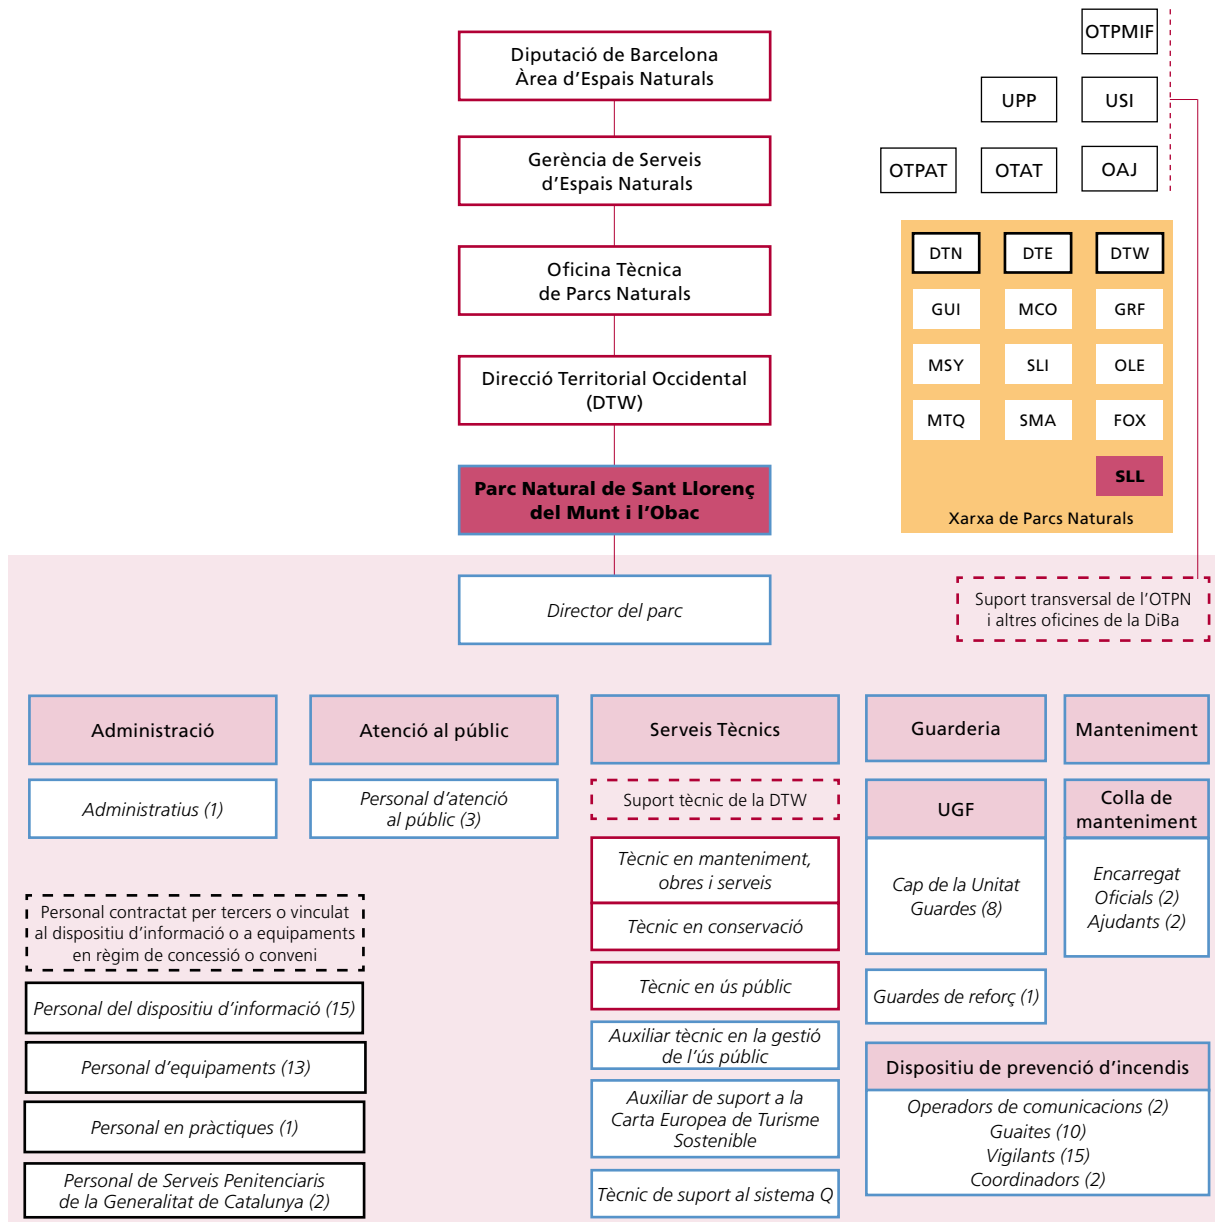 Diputació de Barcelona
Àrea d'Espais Naturals
Gerència de Serveis
d'Espais Naturals
Oficina Tècnica
de Parcs Naturals
Direcció Territorial Occidental
(DTW)
Parc Natural de Sant Llorenç
del Munt i l'Obac
Director del parc
OTPMIF
UPP
USI
OTPAT
OTAT
OAJ
DTN
DTE
DTW
GUI
MCO
GRF
MSY
SLI
OLE
MTQ
SMA
FOX
SLL
Xarxa de Parcs Naturals
Suport transversal de l'OTPN
i altres oficines de la DiBa
Administració
Administratius (1)
Personal contractat per tercers o vinculat
al dispositiu d'informació o a equipaments
en règim de concessió o conveni
Personal del dispositiu d'informació (15)
Personal d'equipaments (13)
Personal en pràctiques (1)
Personal de Serveis Penitenciaris
de la Generalitat de Catalunya (2)
Atenció al públic
Personal d'atenció
al públic (3)
Serveis Tècnics
Suport tècnic de la DTW
Tècnic en manteniment,
obres i serveis
Tècnic en conservació
Tècnic en ús públic
Auxiliar tècnic en la gestió
de l'ús públic
Auxiliar de suport a la
Carta Europea de Turisme
Sostenible
Tècnic de suport al sistema Q
Guarderia
UGF
Cap de la Unitat
Guardes (8)
Guardes de reforç (1)
Manteniment
Colla de
manteniment
Encarregat
Oficials (2)
Ajudants (2)
Dispositiu de prevenció d'incendis
Operadors de comunicacions (2)
Guaites (10)
Vigilants (15)
Coordinadors (2)